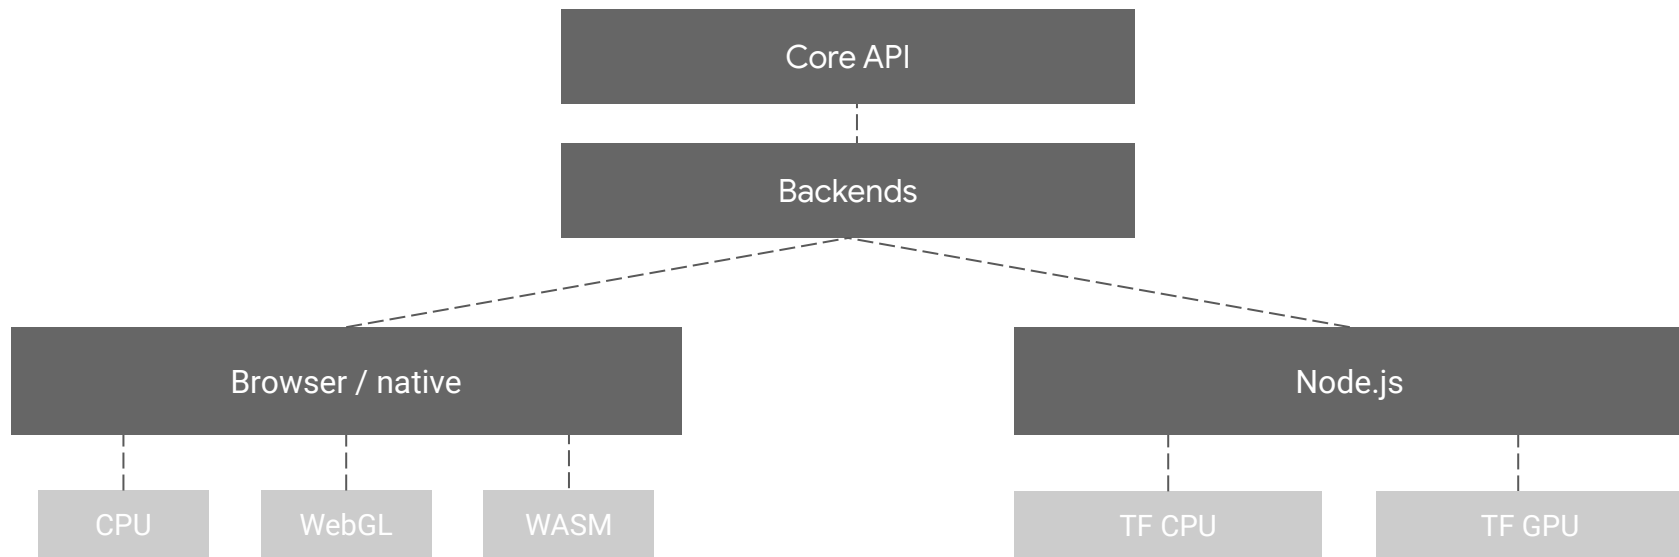 Core API
Backends
Browser / native
Node.js
CPU
WebGL
WASM
TF CPU
TF GPU